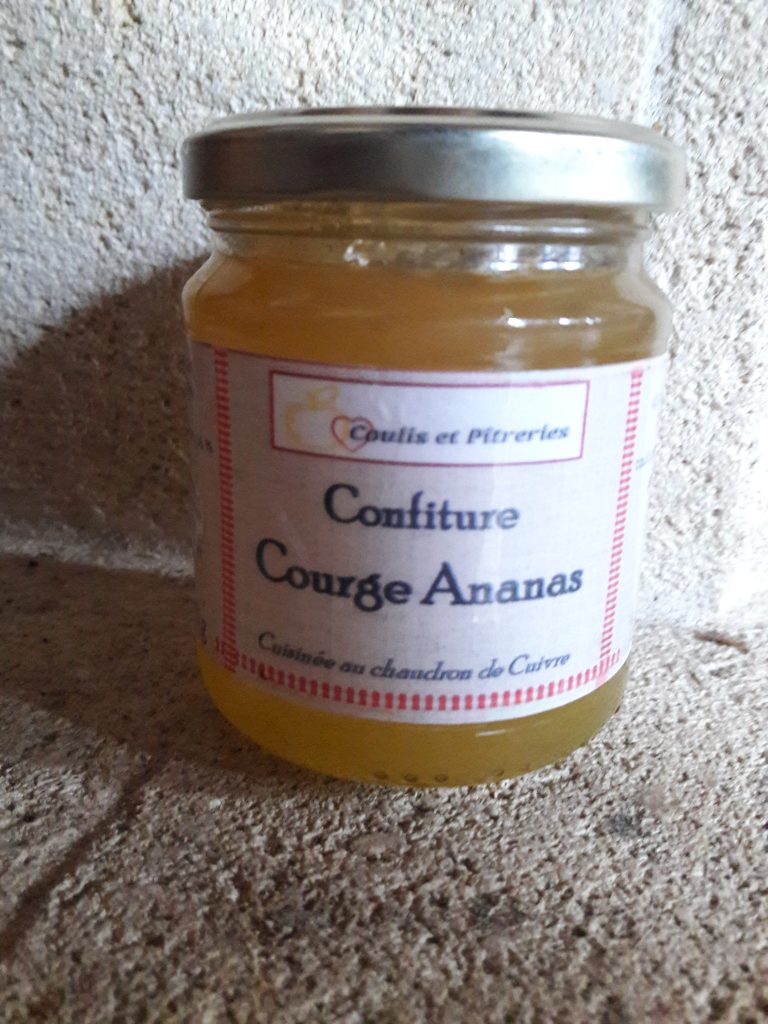 Coulis et Pitreries
Confiture
Courge Ananas
Cuisinée au chaudron de Cuivre